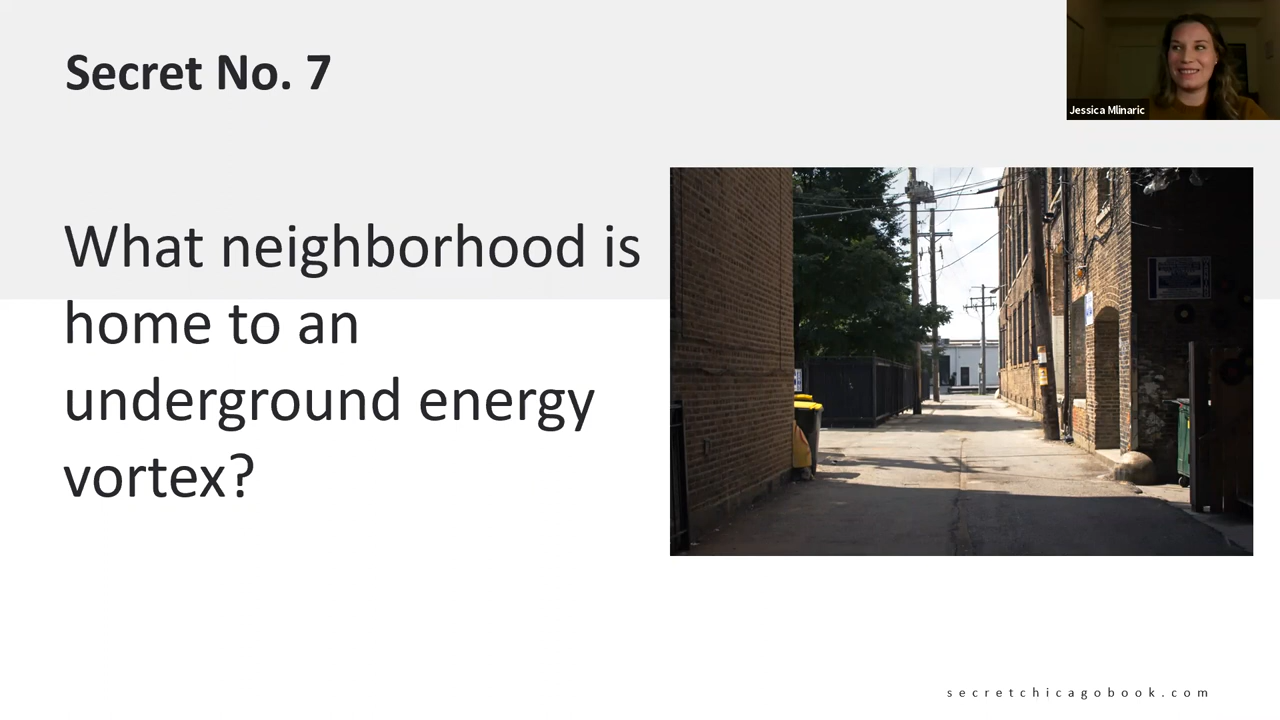 Secret No. 7
Jessica Mlinaric
What neighborhood is
home to an
underground energy
vortex?
secretchicagobook.com